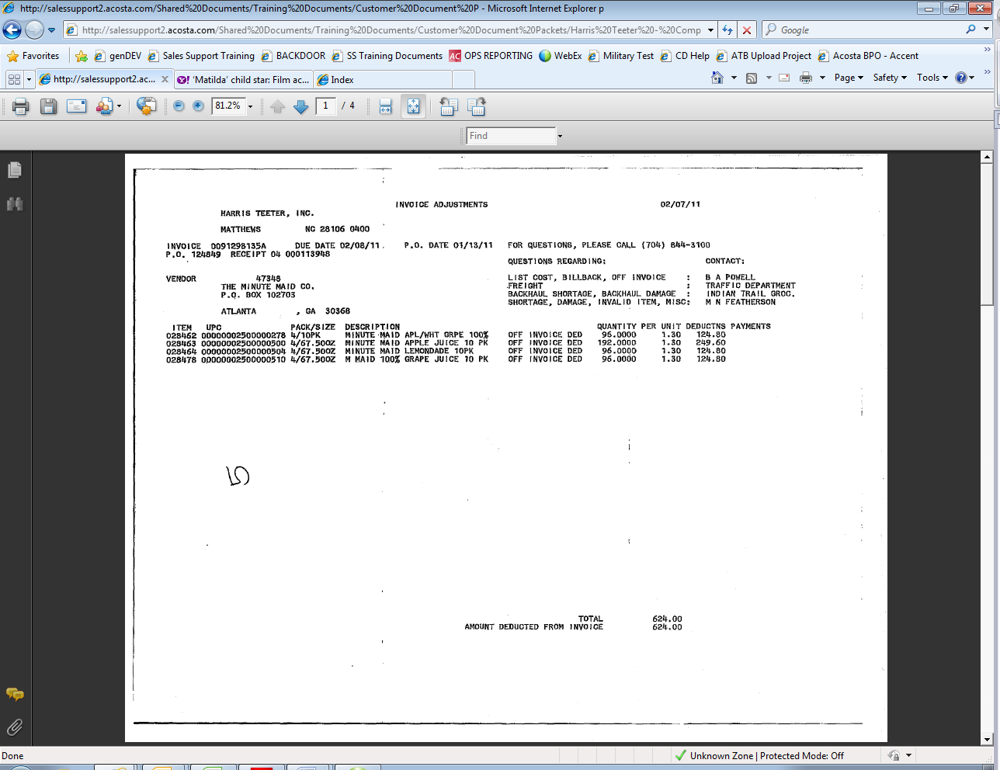 http://salessupport2.acosta.com/Shared%20Documents/Training%20Documents/Customer%20Document%20P - Microsoft Internet Explorer p
http://salessupport2.acosta.com/Shared%20Documents/Training%20Documents/Customer%20Document%20Packets/Harris%20Teeter%20-%20Comp
Google
Favorites genDEV Sales Support Training BACKDOOR SS Training Documents AC OPS REPORTING WebEx Military Test CD Help ATB Upload Project Acosta BPO - Accent
http://salessupport2.ac... X 'Matilda' child star: Film ac... Index Page Safety Tools
81.2% 1 / 4
Find
INVOICE ADJUSTMENTS 02/07/11
HARRIS TEETER, INC.
MATTHEWS NC 28106 0400
INVOICE 0091298135A DUE DATE 02/08/11. P.O. DATE 01/13/11 FOR QUESTIONS, PLEASE CALL (704) 844-3100
P.O. 124849 RECEIPT 04 000113948
QUESTIONS REGARDING: CONTACT:
VENDOR 47348 LIST COST, BILLBACK, OFF INVOICE : B A POWELL
THE MINUTE MAID CO. FREIGHT : TRAFFIC DEPARTMENT
P.O. BOX 102703 BACKHAUL SHORTAGE, BACKHAUL DAMAGE : INDIAN TRAIL GROC.
SHORTAGE, DAMAGE, INVALID ITEM, MISC: M N FEATHERSON
ATLANTA , GA 30368
ITEM UPC PACK/SIZE DESCRIPTION QUANTITY PER UNIT DEDUCTNS PAYMENTS
028462 00000002500000278 4/10PK MINUTE MAID APL/WHT GRPE 100% OFF INVOICE DED 96.0000 1.30 124.80
028463 00000002500000500 4/67.50OZ MINUTE MAID APPLE JUICE 10 PK OFF INVOICE DED 192.0000 1.30 249.60
028464 00000002500000504 4/67.50OZ MINUTE MAID LEMONDADE 10PK OFF INVOICE DED 96.0000 1.30 124.80
028478 00000002500000510 4/67.50OZ M MAID 100% GRAPE JUICE 10 PK OFF INVOICE DED 96.0000 1.30 124.80
TOTAL 624.00
AMOUNT DEDUCTED FROM INVOICE 624.00
Done Unknown Zone | Protected Mode: Off